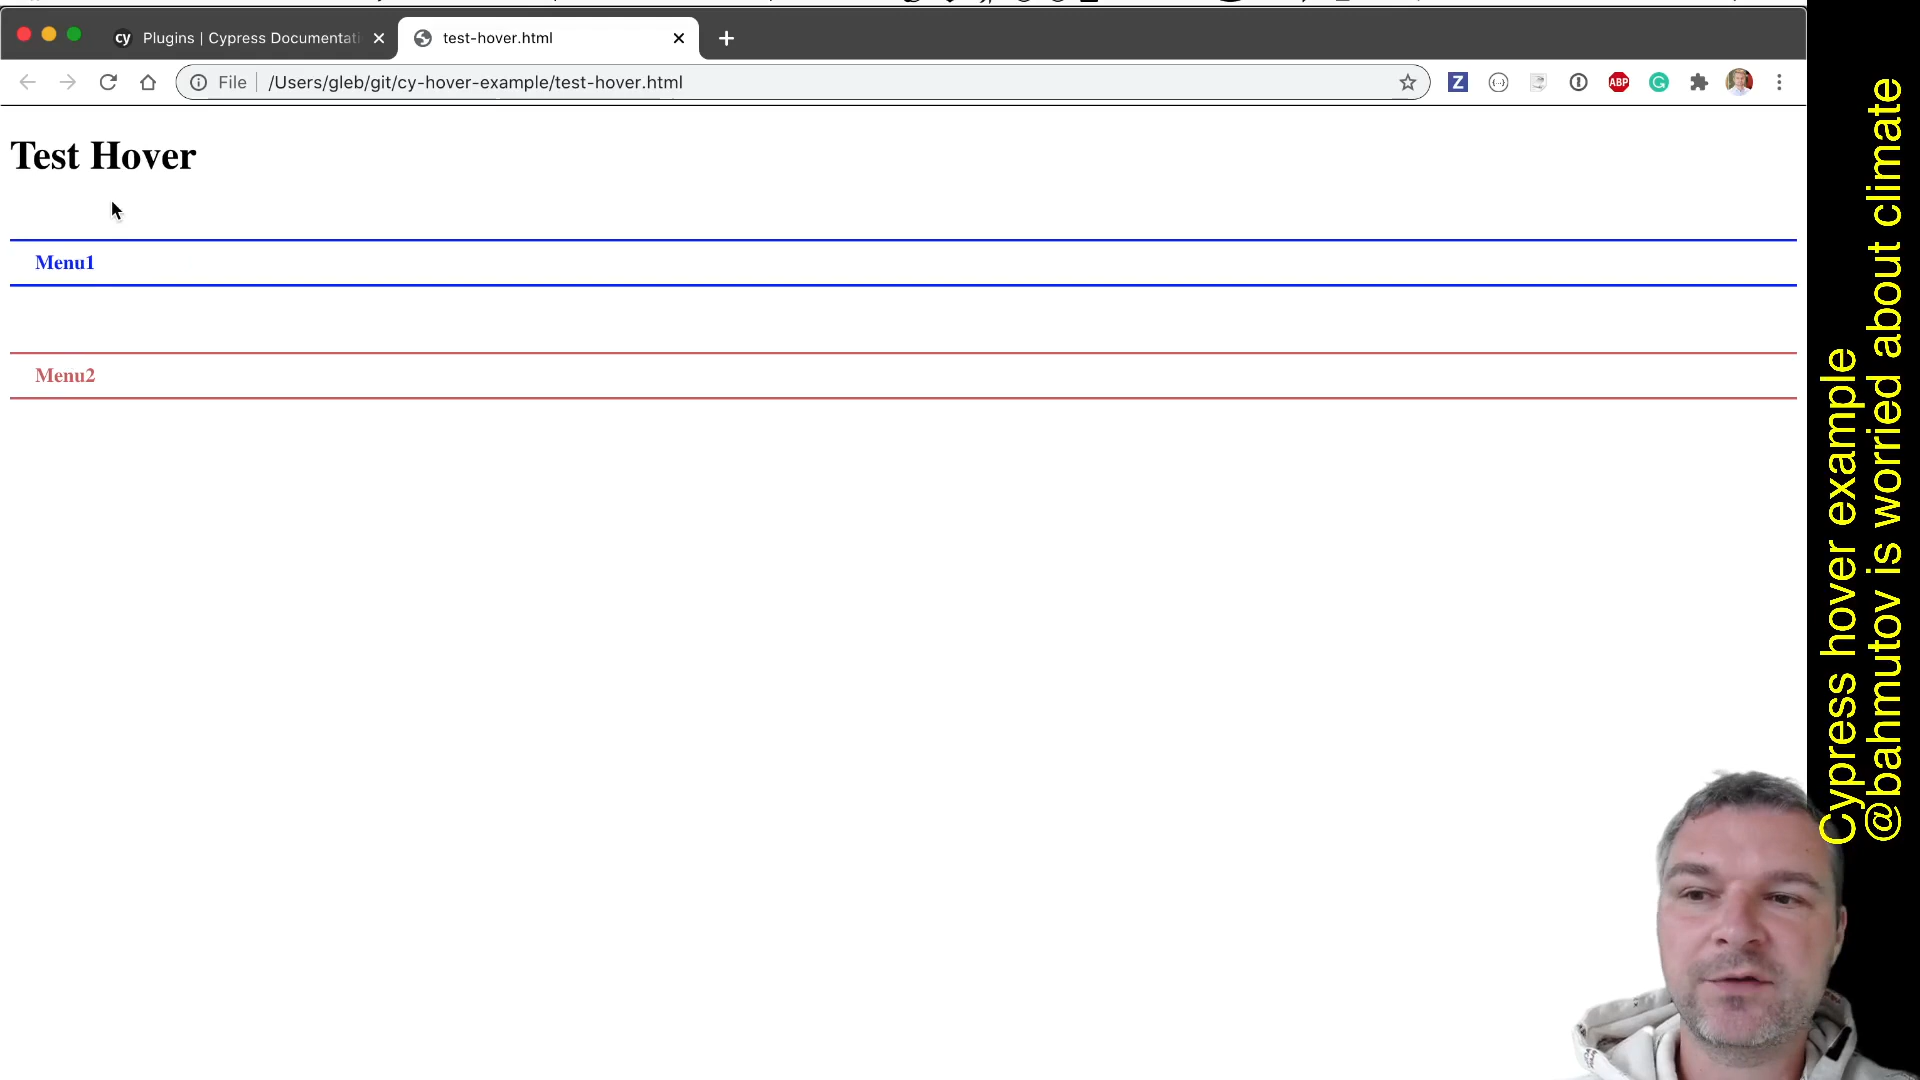 Plugins | Cypress Documentati
test-hover.html
File
/Users/gleb/git/cy-hover-example/test-hover.html
Z
ABP
Test Hover
Menu1
Menu2
Cypress hover example
@bahmutov is worried about climate